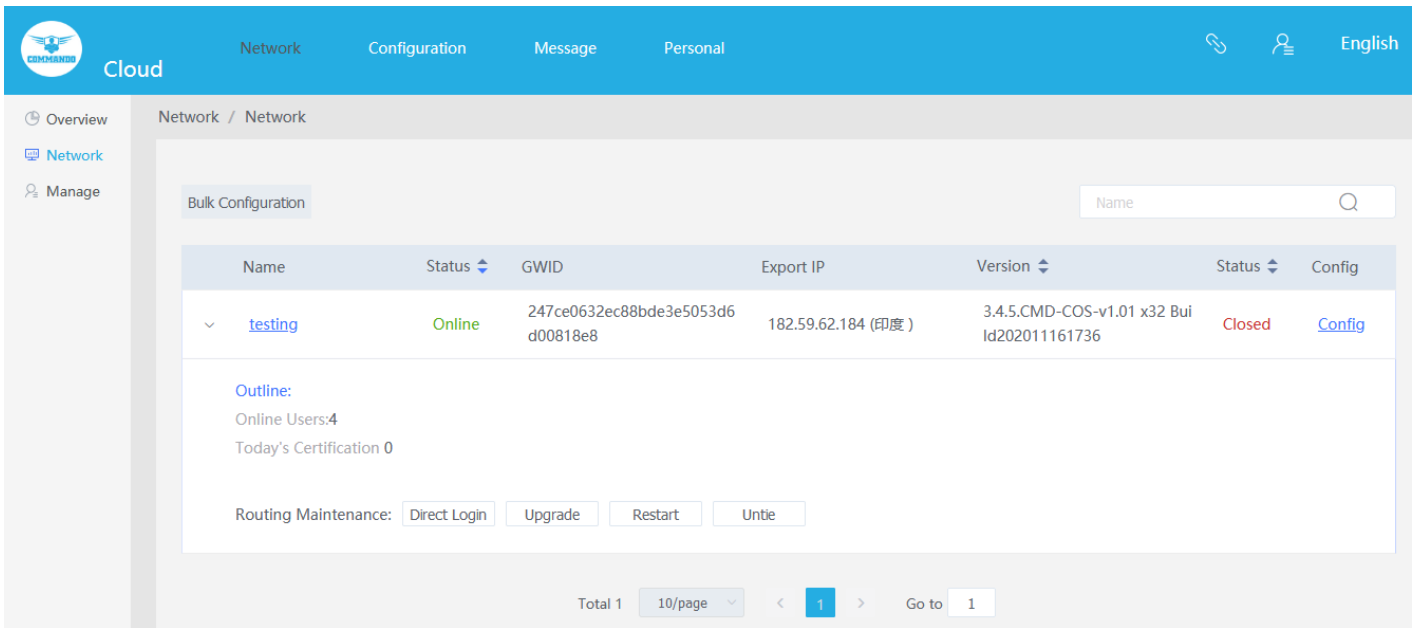 COMMANDO
Cloud
Network Configuration Message Personal English
Overview
Network
Manage
Network / Network
Bulk Configuration Name
Name Status GWID Export IP Version Status Config
testing Online 247ce0632ec88bde3e5053d6 182.59.62.184 (印度) 3.4.5.CMD-COS-v1.01 x32 Bui Closed Config
d00818e8 ld202011161736
Outline:
Online Users:4
Today's Certification 0
Routing Maintenance: Direct Login Upgrade Restart Untie
Total 1 10/page < 1 > Go to 1